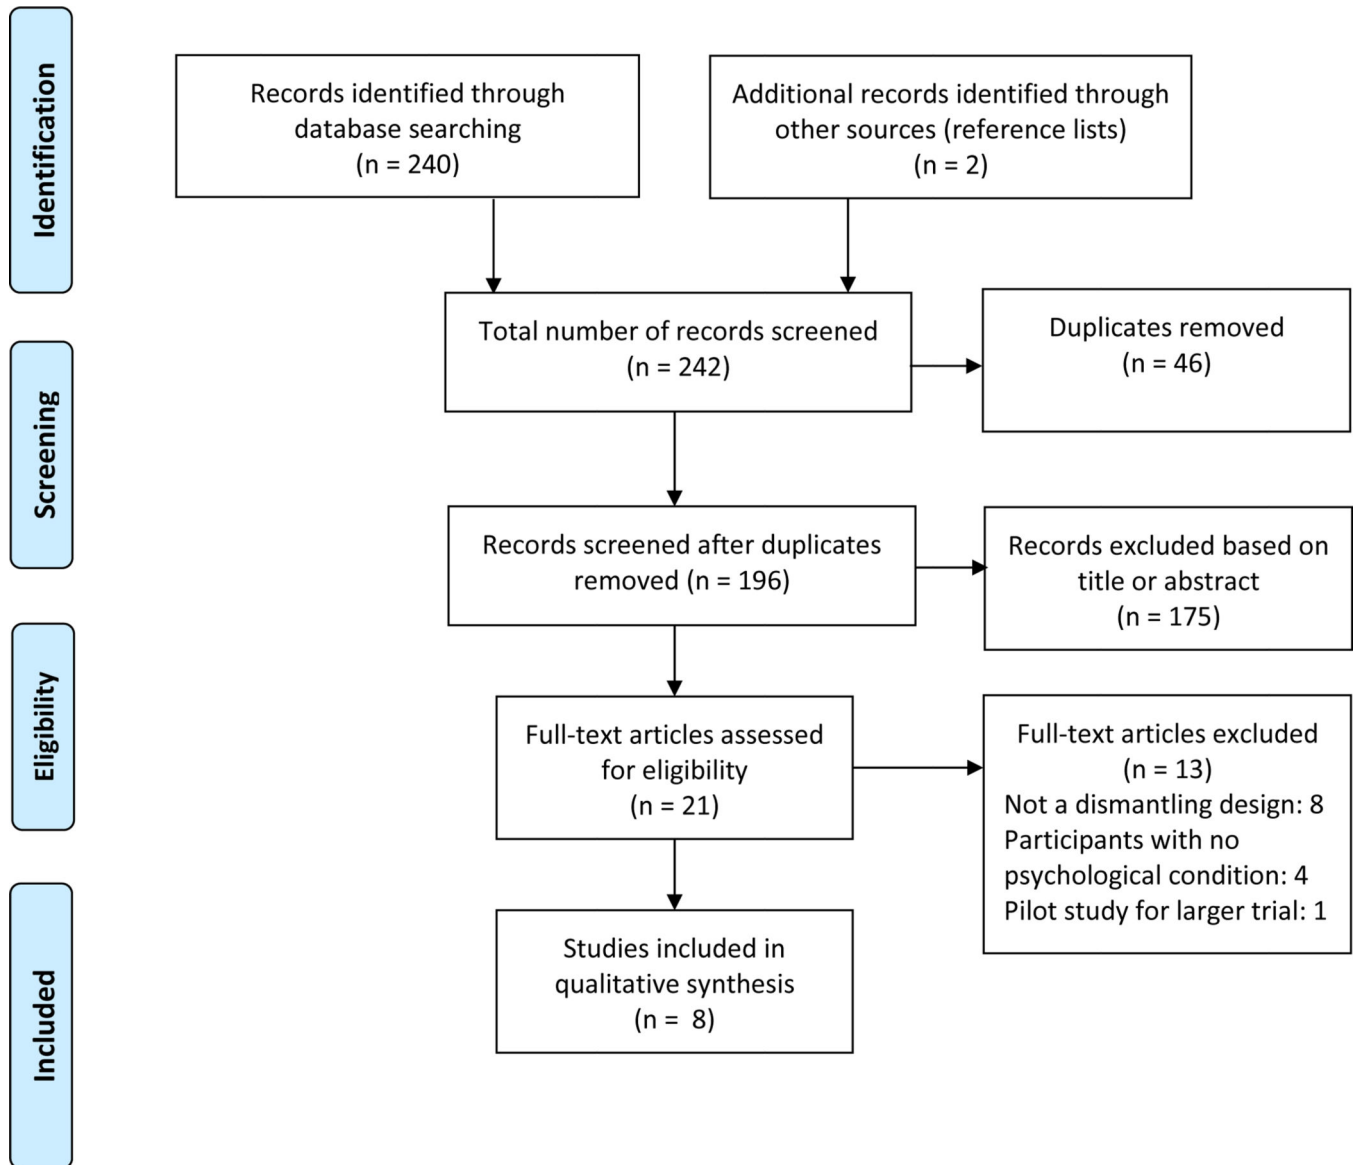 Identification
Records identified through
database searching
(n = 240)
Additional records identified through
other sources (reference lists)
(n = 2)
Total number of records screened
(n = 242)
Duplicates removed
(n = 46)
Screening
Records screened after duplicates
removed (n = 196)
Records excluded based on
title or abstract
(n = 175)
Eligibility
Full-text articles assessed
for eligibility
(n = 21)
Full-text articles excluded
(n = 13)
Not a dismantling design: 8
Participants with no
psychological condition: 4
Pilot study for larger trial: 1
Included
Studies included in
qualitative synthesis
(n =  8)